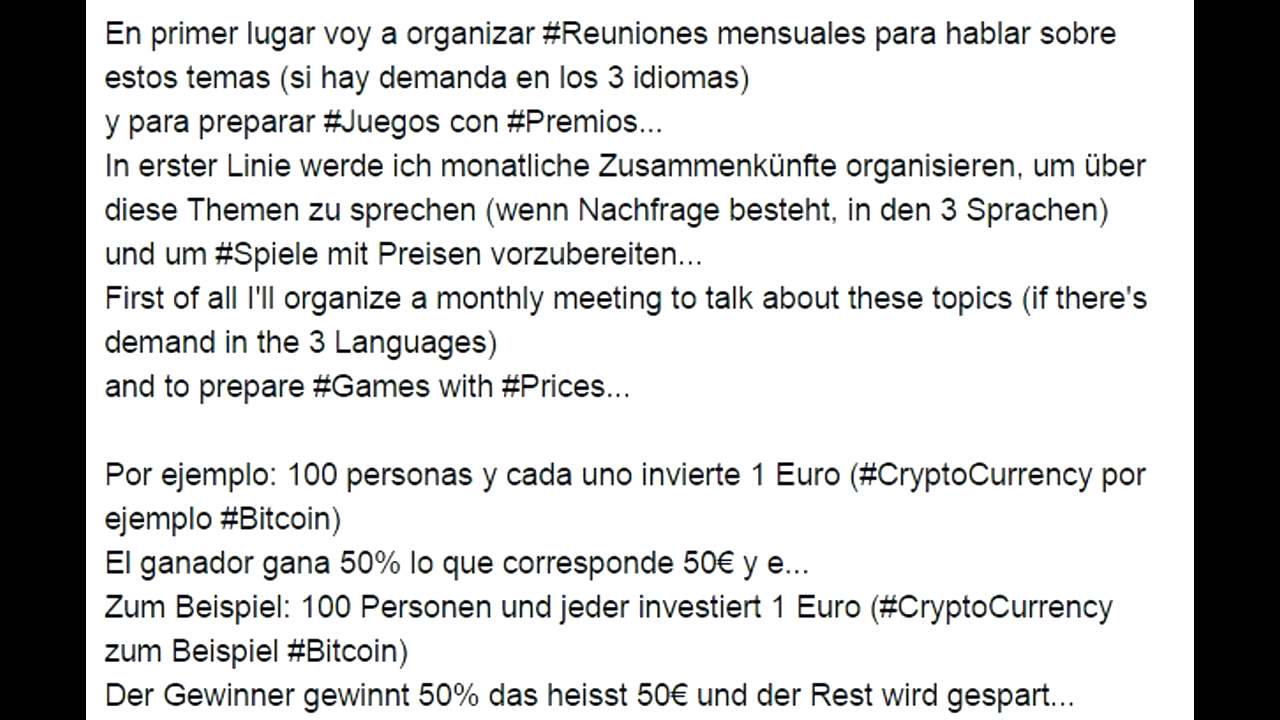 En primer lugar voy a organizar #Reuniones mensuales para hablar sobre
estos temas (si hay demanda en los 3 idiomas)
y para preparar #Juegos con #Premios...
In erster Linie werde ich monatliche Zusammenkünfte organisieren, um über
diese Themen zu sprechen (wenn Nachfrage besteht, in den 3 Sprachen)
und um #Spiele mit Preisen vorzubereiten...
First of all I'll organize a monthly meeting to talk about these topics (if there's
demand in the 3 Languages)
and to prepare #Games with #Prices...
Por ejemplo: 100 personas y cada uno invierte 1 Euro (#CryptoCurrency por
ejemplo #Bitcoin)
El ganador gana 50% lo que corresponde 50€ y e...
Zum Beispiel: 100 Personen und jeder investiert 1 Euro (#CryptoCurrency
zum Beispiel #Bitcoin)
Der Gewinner gewinnt 50% das heisst 50€ und der Rest wird gespart...